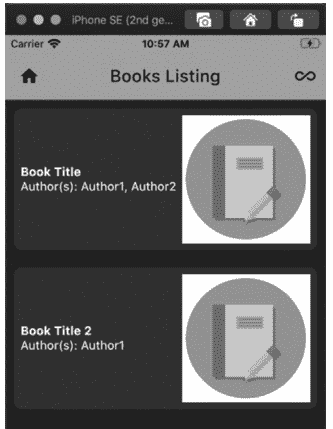 iPhone SE (2nd ge...
Carrier 10:57 AM
Books Listing
Book Title
Author(s): Author1, Author2
Book Title 2
Author(s): Author1